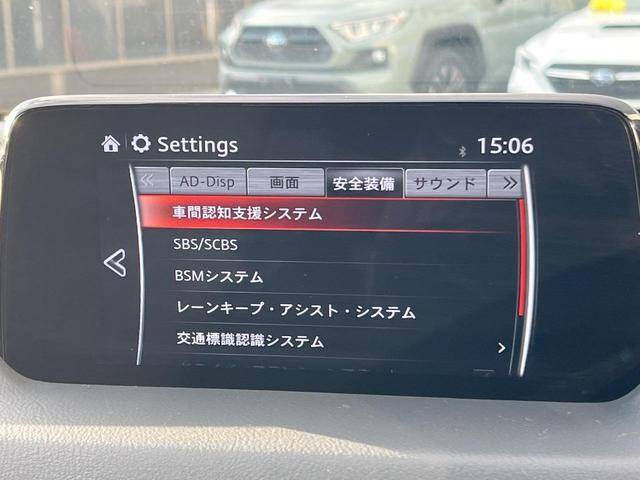 Settings 15:06
AD-Disp 画面 安全装備 サウンド
車間認知支援システム
SBS/SCBS
BSMシステム
レーンキープ・アシスト・システム
交通標識認識システム